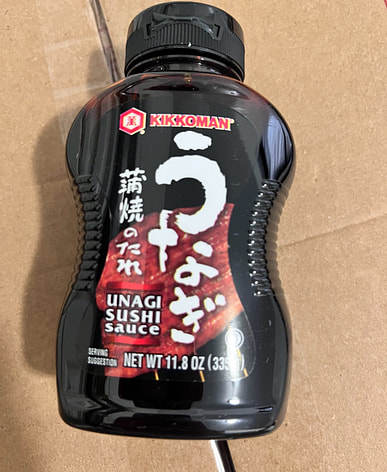 KIKKOMAN®
うなぎ
蒲焼のたれ
UNAGI
SUSHI
sauce
SERVING
SUGGESTION
NET WT 11.8 OZ (335